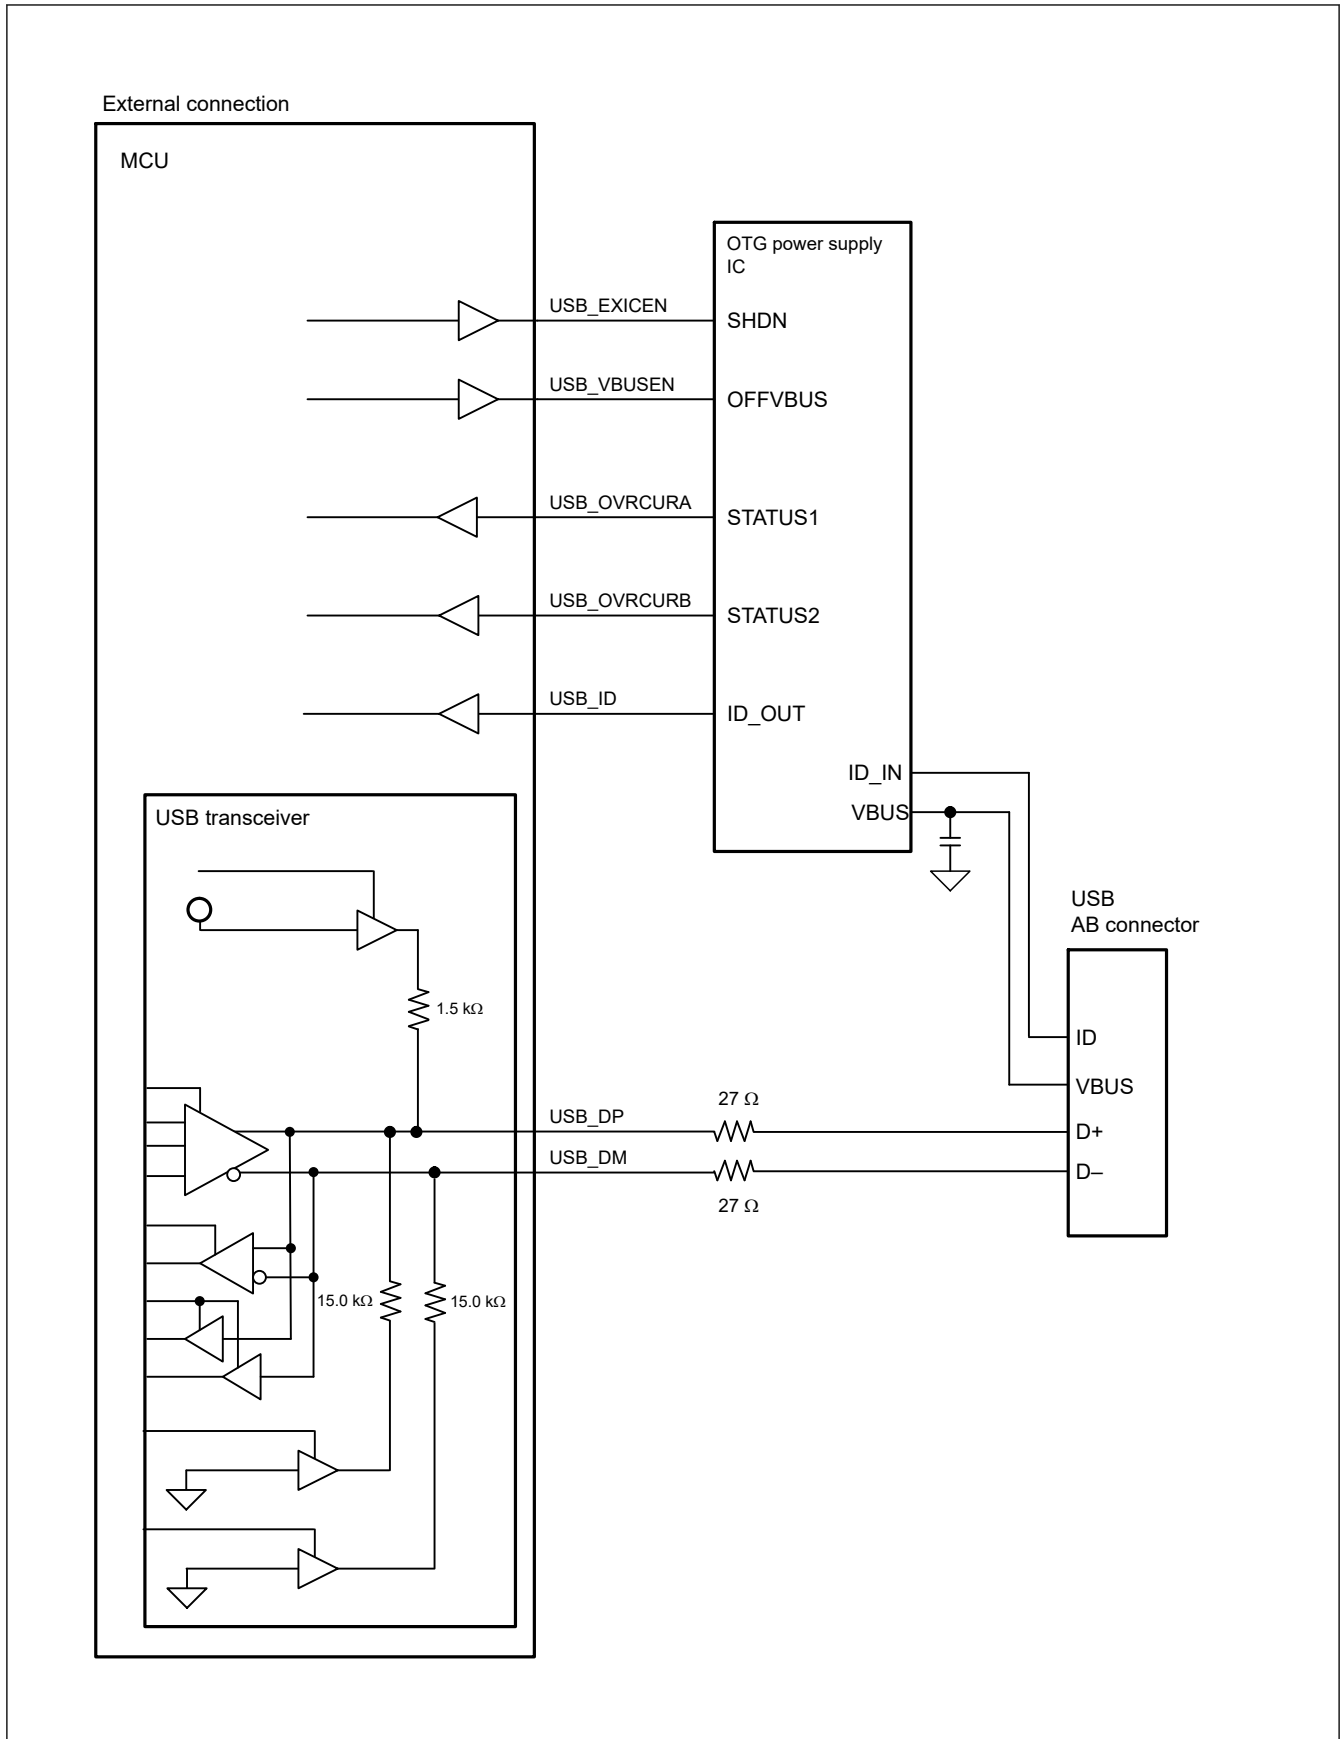 External connection
MCU
OTG power supply
IC
USB_EXICEN
SHDN
USB_VBUSEN
OFFVBUS
USB_OVRCURA
STATUS1
USB_OVRCURB
STATUS2
USB_ID
ID_OUT
ID_IN
VBUS
USB transceiver
USB
AB connector
1.5 kΩ
ID
VBUS
27 Ω
USB_DP
D+
USB_DM
D–
27 Ω
15.0 kΩ
15.0 kΩ